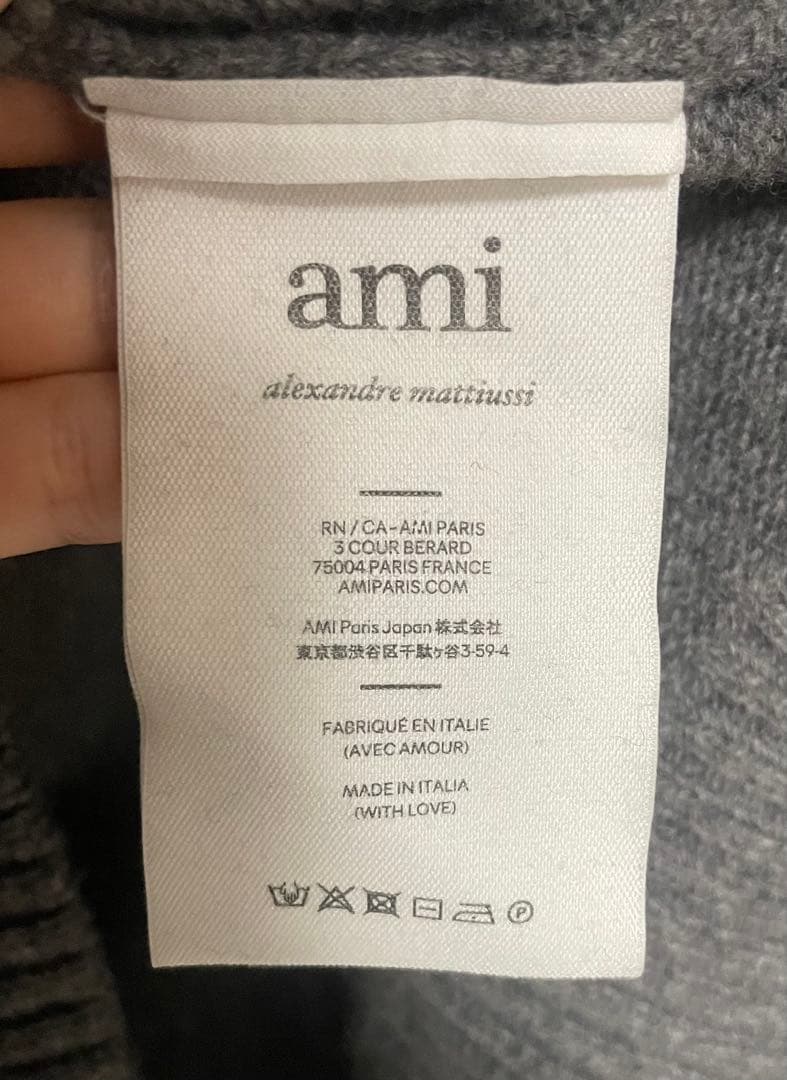 ami
alexandre mattiussi
RN / CA-AMI PARIS
3 COUR BERARD
75004 PARIS FRANCE
AMIPARIS.COM
AMI Paris Japan 株式会社
東京都渋谷区千駄ヶ谷3-59-4
FABRIQUÉ EN ITALIE
(AVEC AMOUR)
MADE IN ITALIA
(WITH LOVE)
P